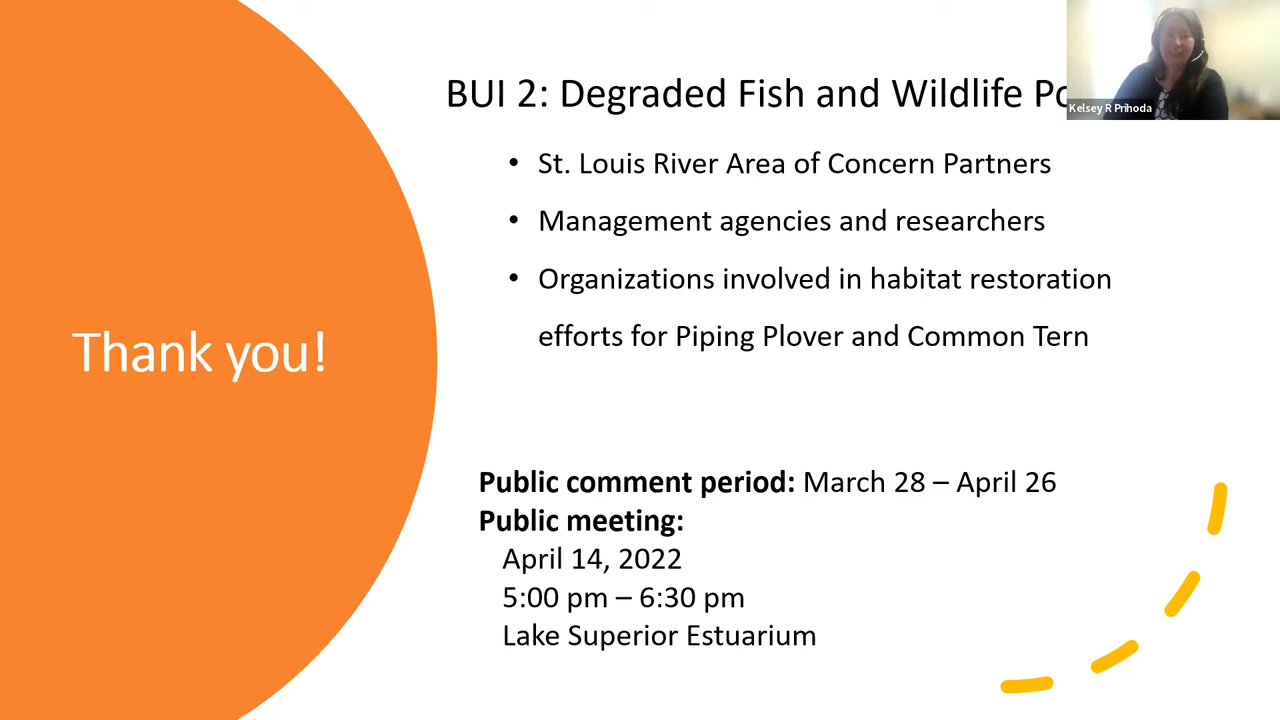 BUI 2: Degraded Fish and Wildlife
Kelsey R Prihoda
• St. Louis River Area of Concern Partners
• Management agencies and researchers
• Organizations involved in habitat restoration
efforts for Piping Plover and Common Tern
Thank you!
Public comment period: March 28 – April 26
Public meeting:
April 14, 2022
5:00 pm – 6:30 pm
Lake Superior Estuarium